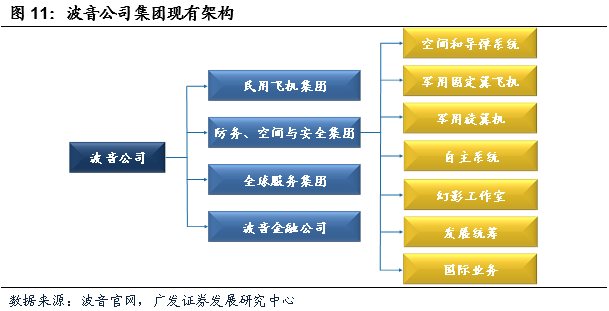 图 11：波音公司集团现有架构
波音公司
民用飞机集团
防务、空间与安全集团
全球服务集团
波音金融公司
空间和导弹系统
军用固定翼飞机
军用旋翼机
自主系统
幻影工作室
发展统筹
国际业务
数据来源：波音官网，广发证券发展研究中心